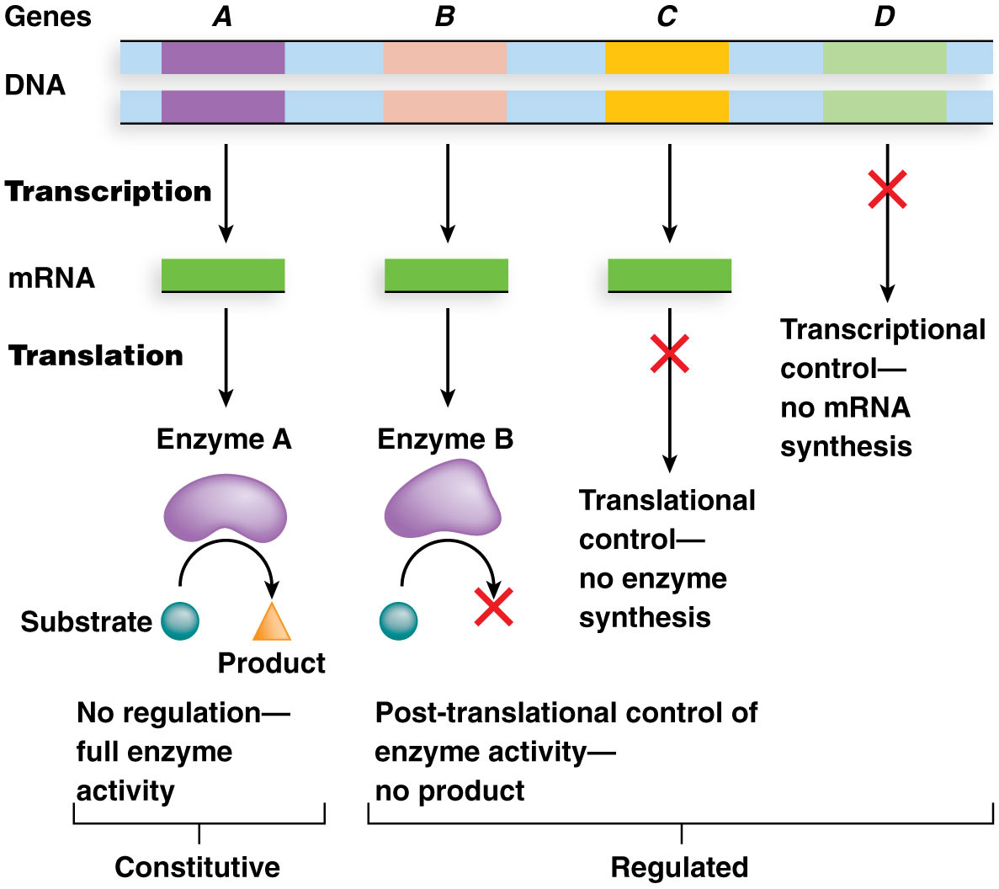 Genes A B C D
DNA
Transcription
mRNA
Translation
Transcriptional
control—
no mRNA
synthesis
Enzyme A
Enzyme B
Translational
control—
no enzyme
synthesis
Substrate
Product
No regulation—
full enzyme
activity
Post-translational control of
enzyme activity—
no product
Constitutive
Regulated